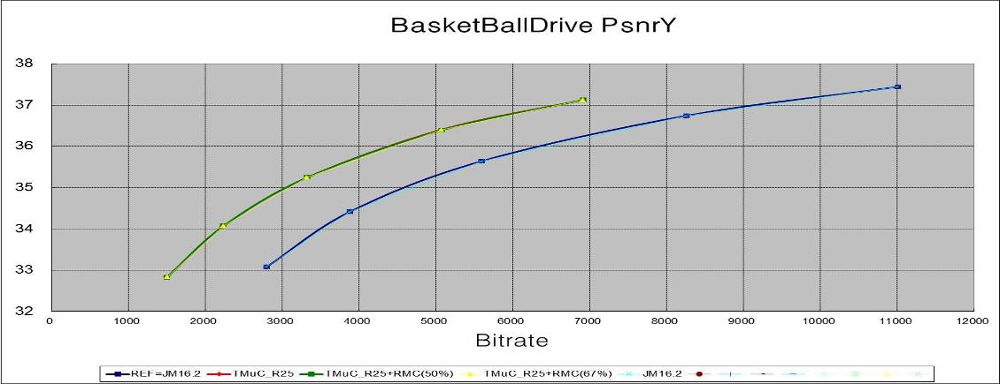 BasketBallDrive PsnrY
38
37
36
35
34
33
32
0 1000 2000 3000 4000 5000 6000 7000 8000 9000 10000 11000 12000
Bitrate
REF=JM16.2 TMuC_R25 TMuC_R25+RMC(50%) TMuC_R25+RMC(67%) JM16.2